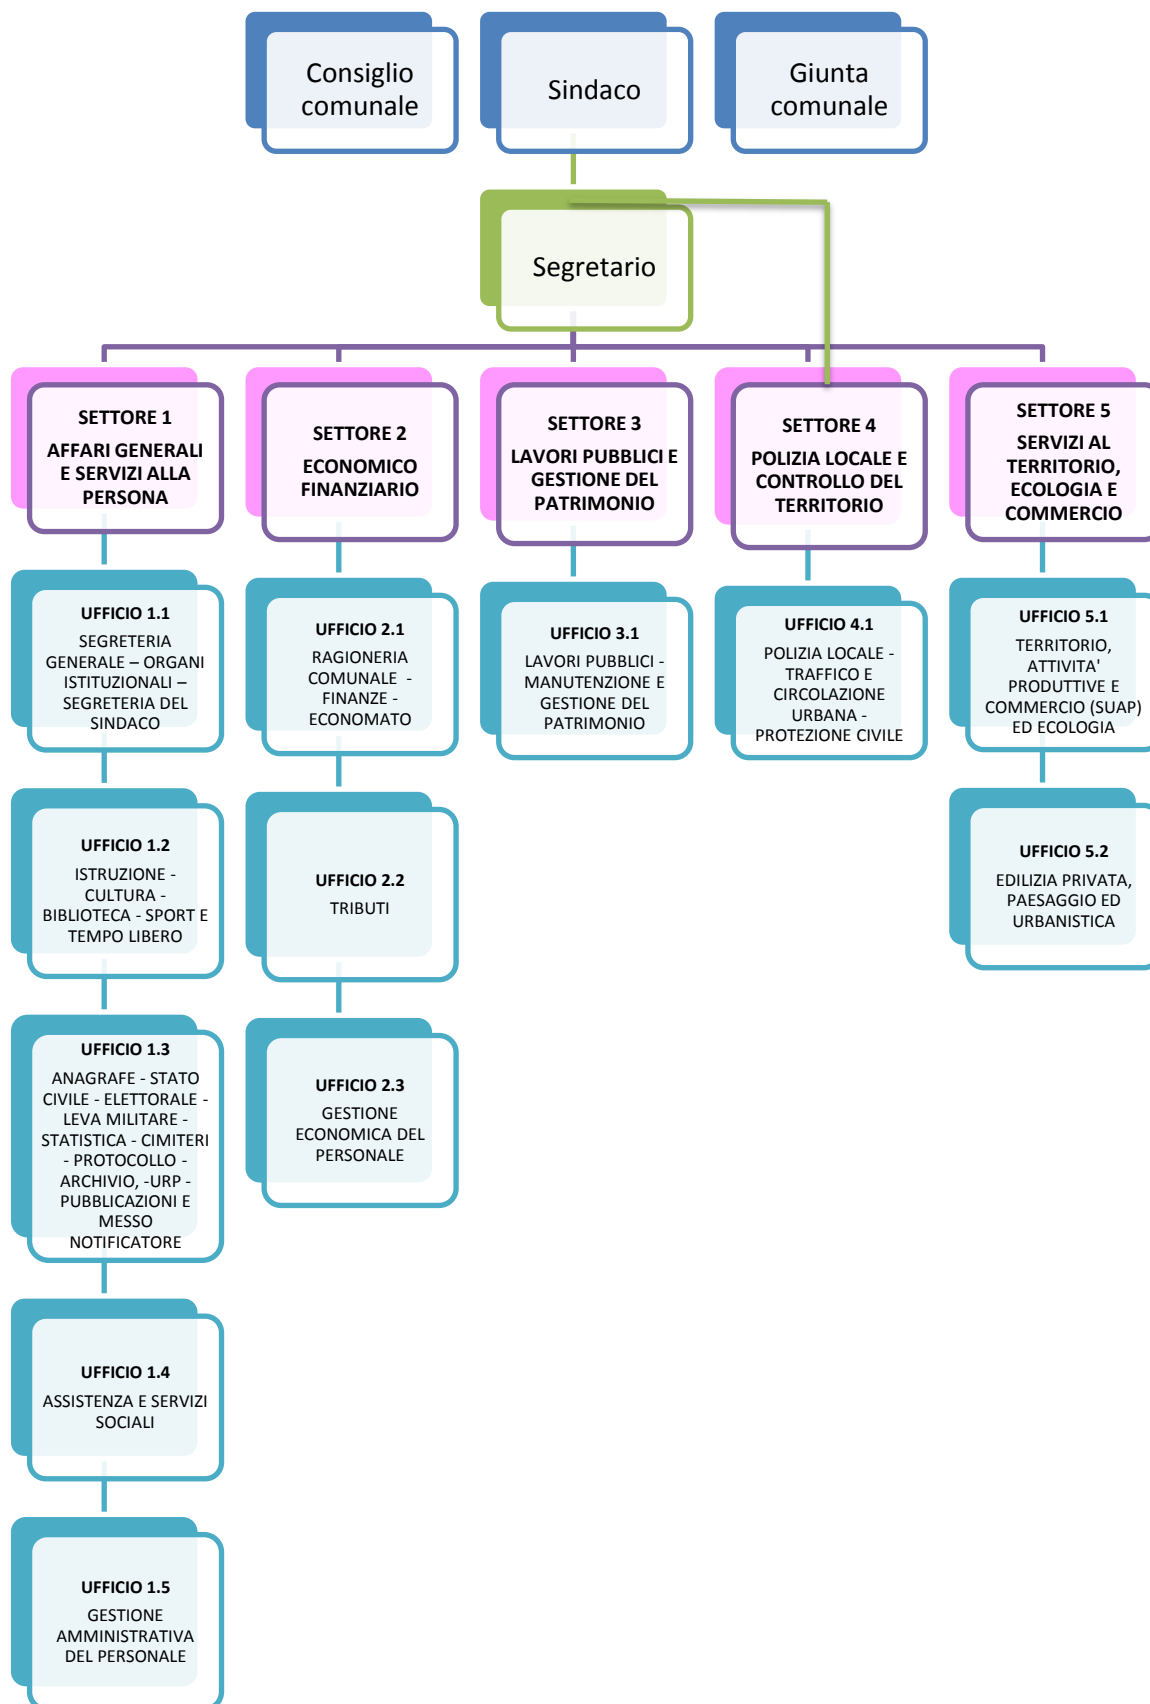 Consiglio
comunale
Sindaco
Giunta
comunale
Segretario
SETTORE 1
AFFARI GENERALI
E SERVIZI ALLA
PERSONA
SETTORE 2
ECONOMICO
FINANZIARIO
SETTORE 3
LAVORI PUBBLICI E
GESTIONE DEL
PATRIMONIO
SETTORE 4
POLIZIA LOCALE E
CONTROLLO DEL
TERRITORIO
SETTORE 5
SERVIZI AL
TERRITORIO,
ECOLOGIA E
COMMERCIO
UFFICIO 1.1
SEGRETERIA
GENERALE – ORGANI
ISTITUZIONALI –
SEGRETERIA DEL
SINDACO
UFFICIO 2.1
RAGIONERIA
COMUNALE -
FINANZE -
ECONOMATO
UFFICIO 3.1
LAVORI PUBBLICI -
MANUTENZIONE E
GESTIONE DEL
PATRIMONIO
UFFICIO 4.1
POLIZIA LOCALE -
TRAFFICO E
CIRCOLAZIONE
URBANA -
PROTEZIONE CIVILE
UFFICIO 5.1
TERRITORIO,
ATTIVITA'
PRODUTTIVE E
COMMERCIO (SUAP)
ED ECOLOGIA
UFFICIO 1.2
ISTRUZIONE -
CULTURA -
BIBLIOTECA - SPORT E
TEMPO LIBERO
UFFICIO 2.2
TRIBUTI
UFFICIO 5.2
EDILIZIA PRIVATA,
PAESAGGIO ED
URBANISTICA
UFFICIO 1.3
ANAGRAFE - STATO
CIVILE - ELETTORALE -
LEVA MILITARE -
STATISTICA - CIMITERI
- PROTOCOLLO -
ARCHIVIO, -URP -
PUBBLICAZIONI E
MESSO
NOTIFICATORE
UFFICIO 2.3
GESTIONE
ECONOMICA DEL
PERSONALE
UFFICIO 1.4
ASSISTENZA E SERVIZI
SOCIALI
UFFICIO 1.5
GESTIONE
AMMINISTRATIVA
DEL PERSONALE